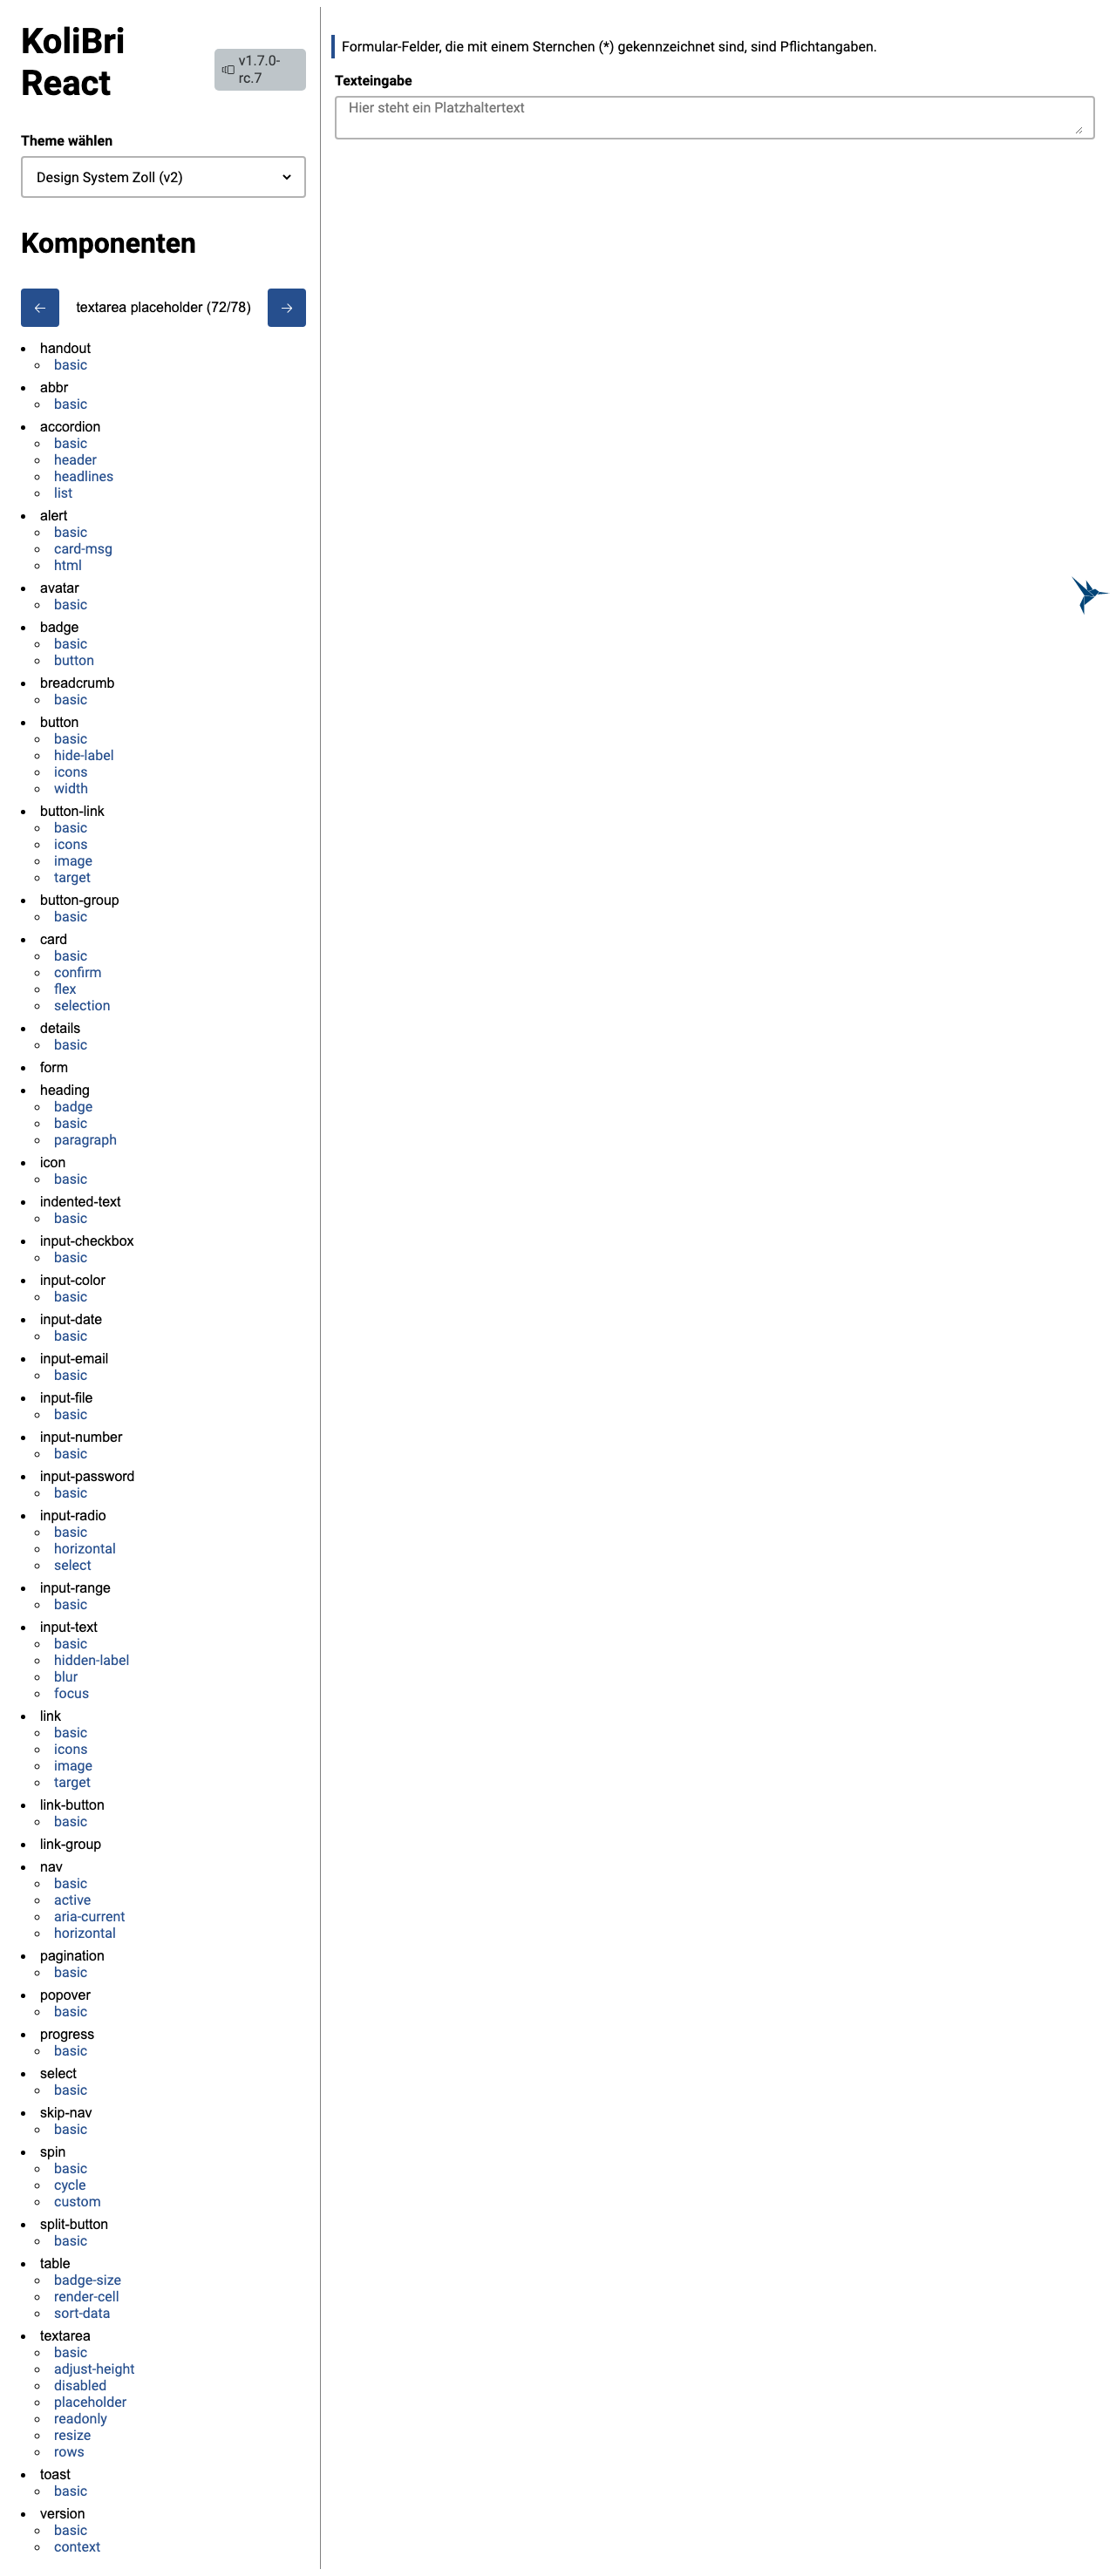 KoliBri
React
v1.7.0-
rc.7
Theme wählen
Design System Zoll (v2)
Komponenten
textarea placeholder (72/78)
handout
basic
abbr
basic
accordion
basic
header
headlines
list
alert
basic
card-msg
html
avatar
basic
badge
basic
button
breadcrumb
basic
button
basic
hide-label
icons
width
button-link
basic
icons
image
target
button-group
basic
card
basic
confirm
flex
selection
details
basic
form
heading
badge
basic
paragraph
icon
basic
indented-text
basic
input-checkbox
basic
input-color
basic
input-date
basic
input-email
basic
input-file
basic
input-number
basic
input-password
basic
input-radio
basic
horizontal
select
input-range
basic
input-text
basic
hidden-label
blur
focus
link
basic
icons
image
target
link-button
basic
link-group
nav
basic
active
aria-current
horizontal
pagination
basic
popover
basic
progress
basic
select
basic
skip-nav
basic
spin
basic
cycle
custom
split-button
basic
table
badge-size
render-cell
sort-data
textarea
basic
adjust-height
disabled
placeholder
readonly
resize
rows
toast
basic
version
basic
context
Formular-Felder, die mit einem Sternchen (*) gekennzeichnet sind, sind Pflichtangaben.
Texteingabe
Hier steht ein Platzhaltertext